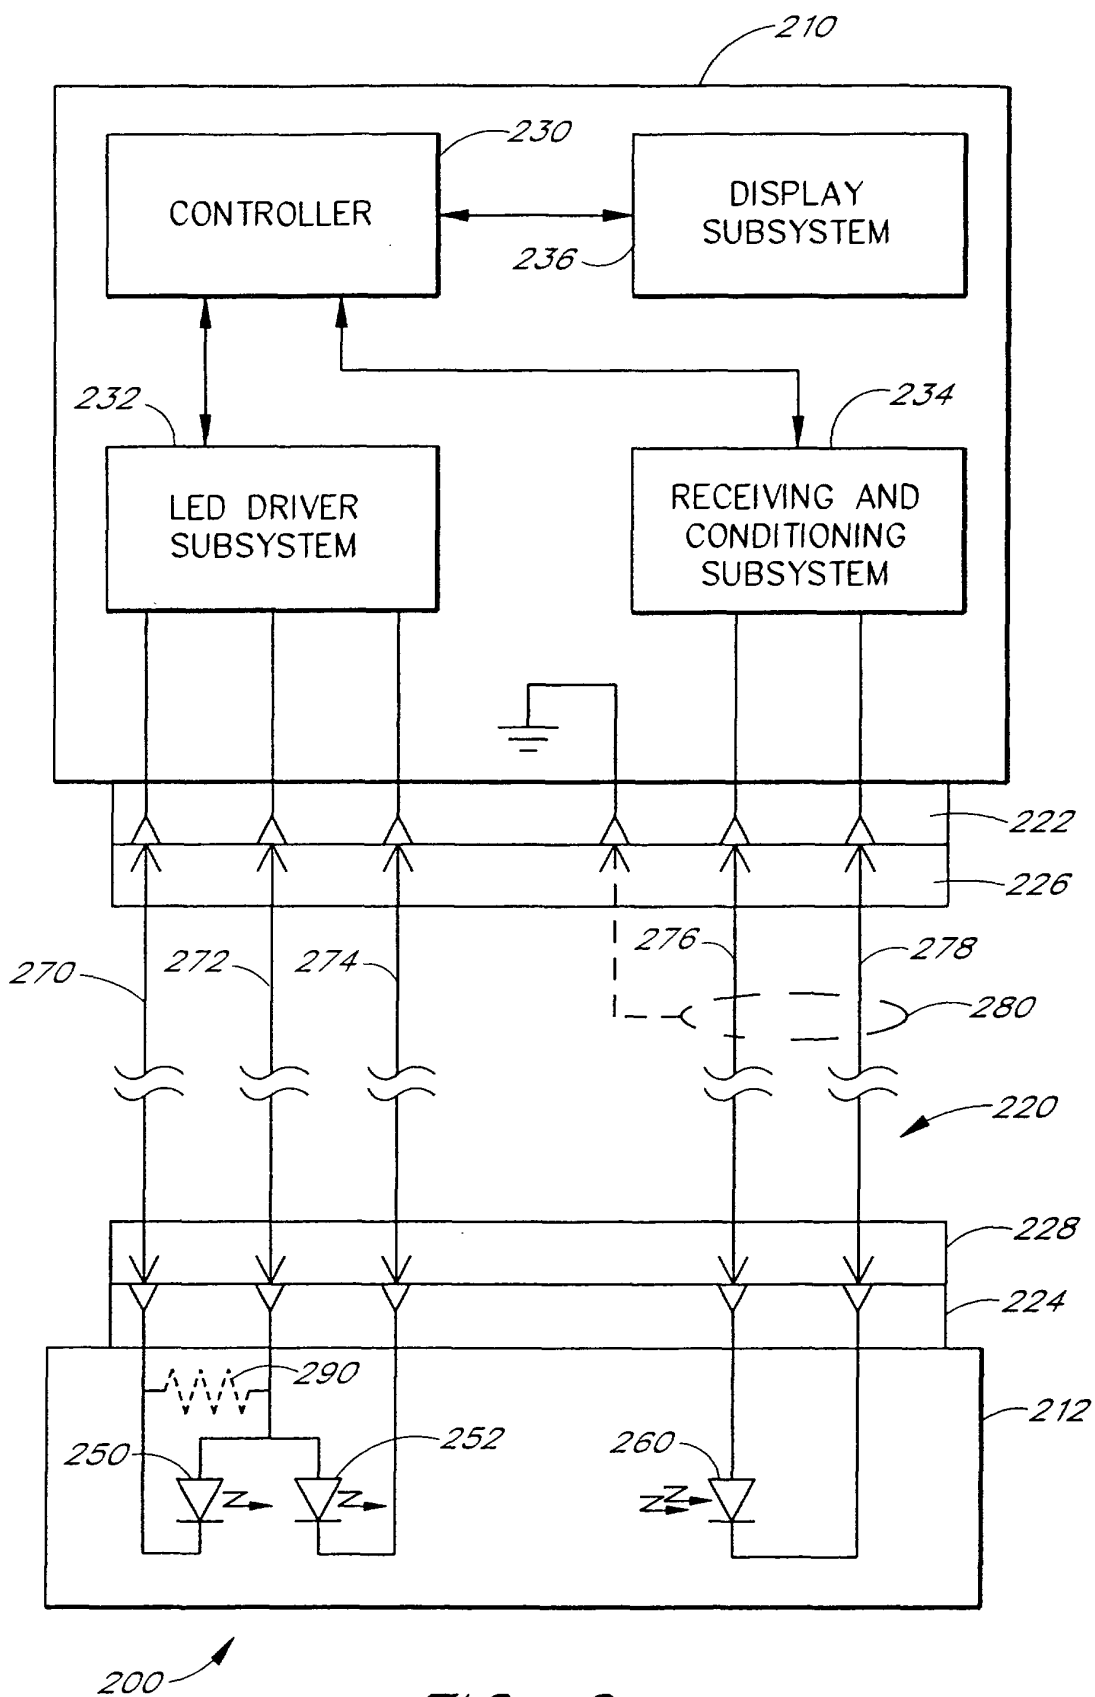 210
230
CONTROLLER
DISPLAY
SUBSYSTEM
236
232
234
LED DRIVER
SUBSYSTEM
RECEIVING AND
CONDITIONING
SUBSYSTEM
222
226
270
272
274
276
278
280
220
228
224
290
212
250
252
260
200